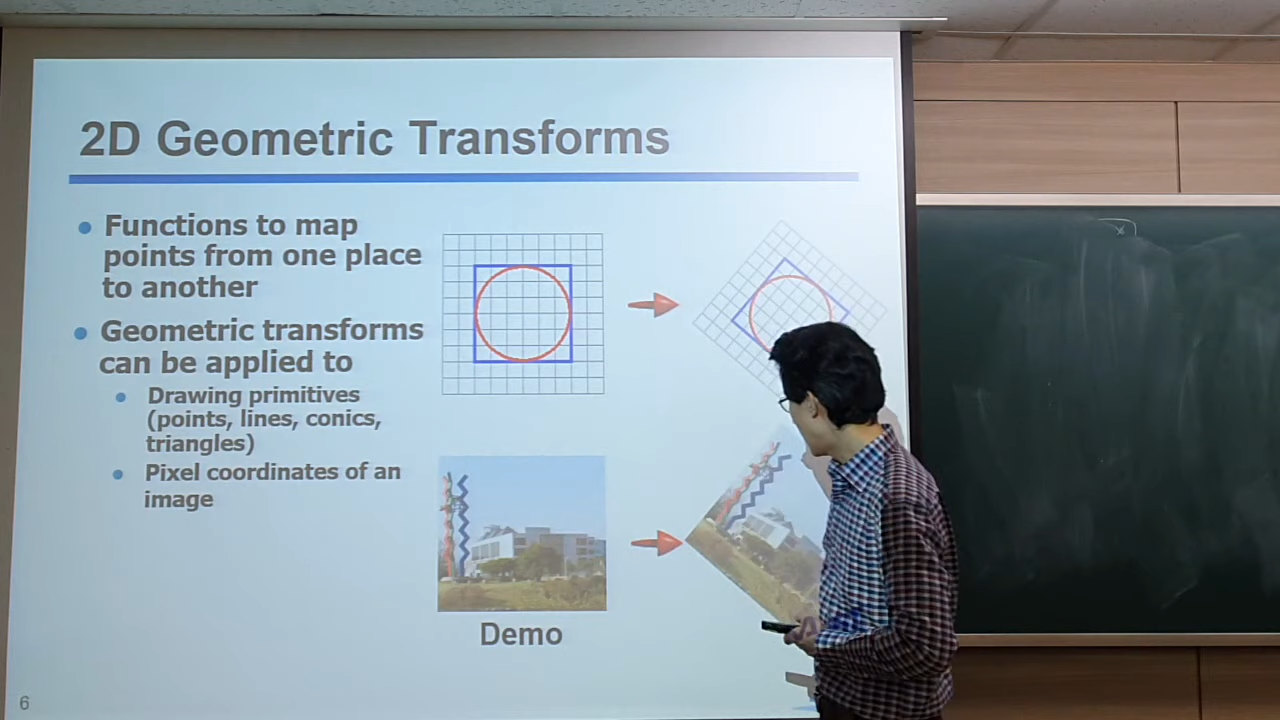 2D Geometric Transforms
Functions to map
points from one place
to another
Geometric transforms
can be applied to
Drawing primitives
(points, lines, conics,
triangles)
Pixel coordinates of an
image
Demo
6